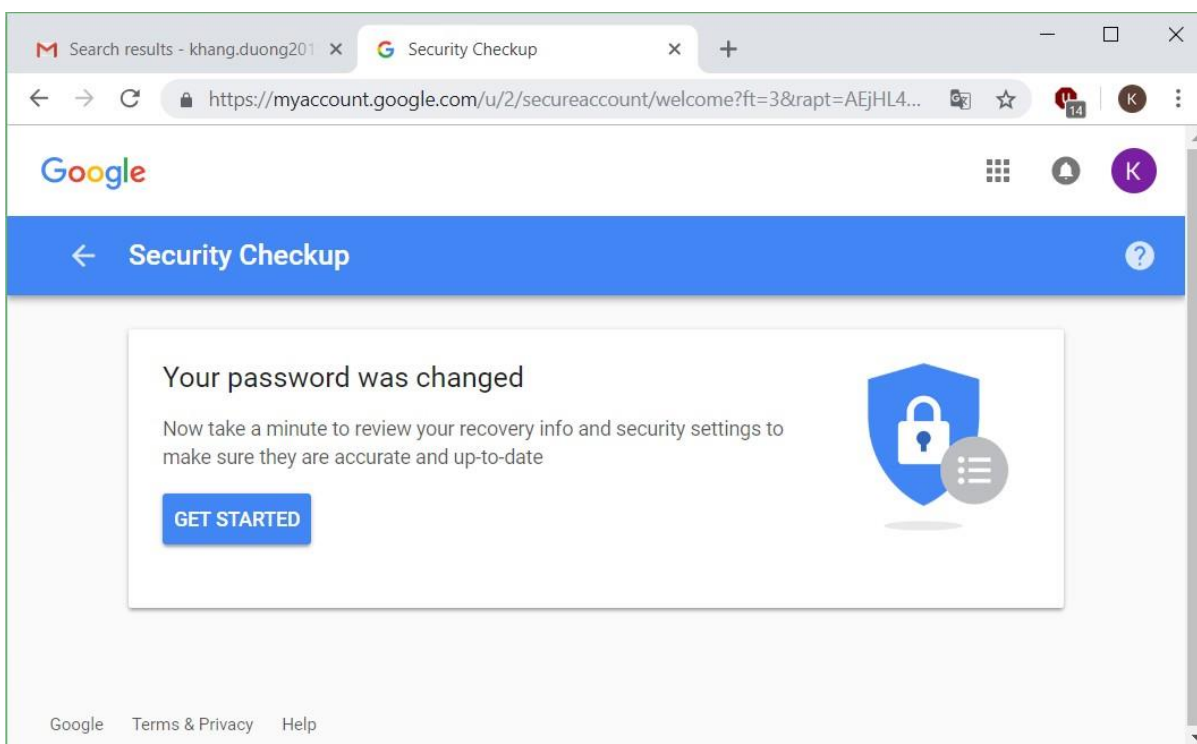 Search results - khang.duong201
Security Checkup
https://myaccount.google.com/u/2/secureaccount/welcome?ft=3&rapt=AEjHL4...
14
K
Google
K
Security Checkup
?
Your password was changed
Now take a minute to review your recovery info and security settings to
make sure they are accurate and up-to-date
GET STARTED
Google Terms & Privacy Help